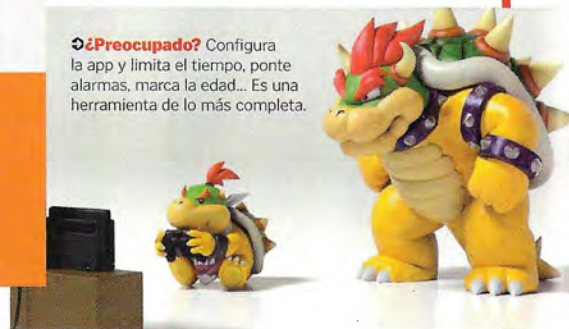 ➲¿Preocupado? Configura
la app y limita el tiempo, ponte
alarmas, marca la edad... Es una
herramienta de lo más completa.